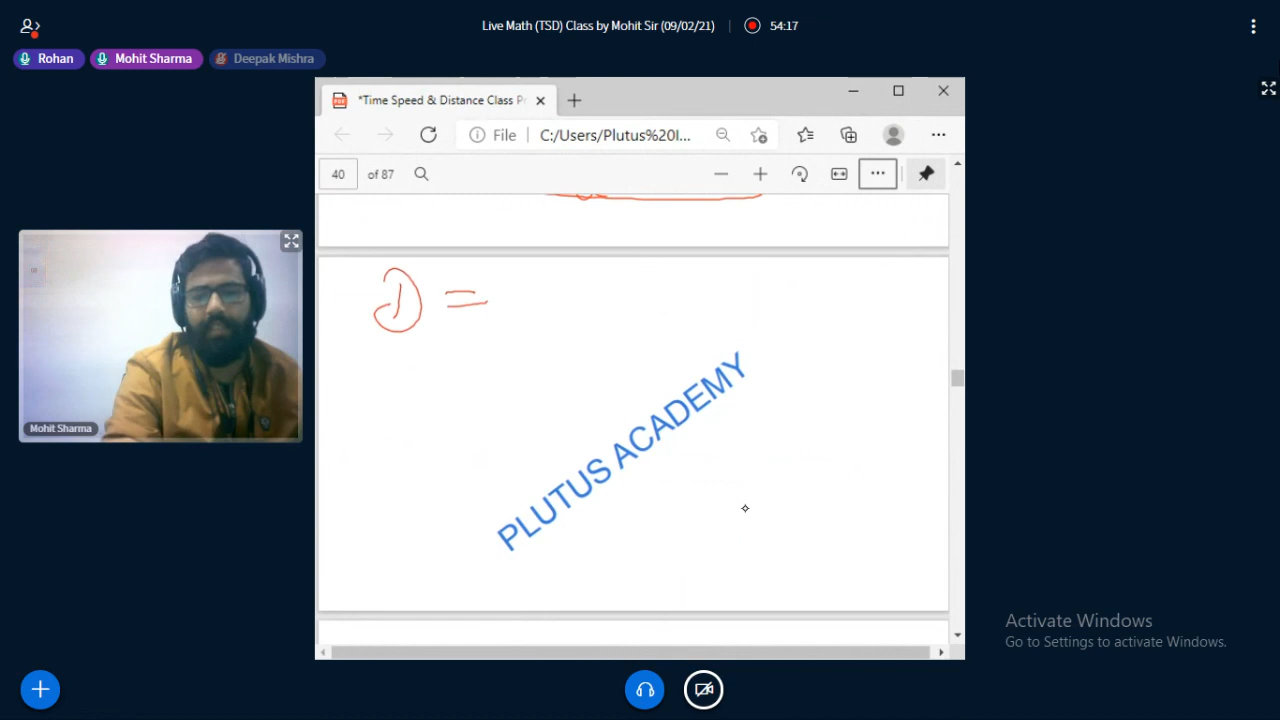 Live Math (TSD) Class by Mohit Sir (09/02/21)
54:17
Rohan
Mohit Sharma
Deepak Mishra
*Time Speed & Distance Class Pr
File
C:/Users/Plutus%20I...
40 of 87
D =
PLUTUS ACADEMY
Mohit Sharma
Activate Windows
Go to Settings to activate Windows.